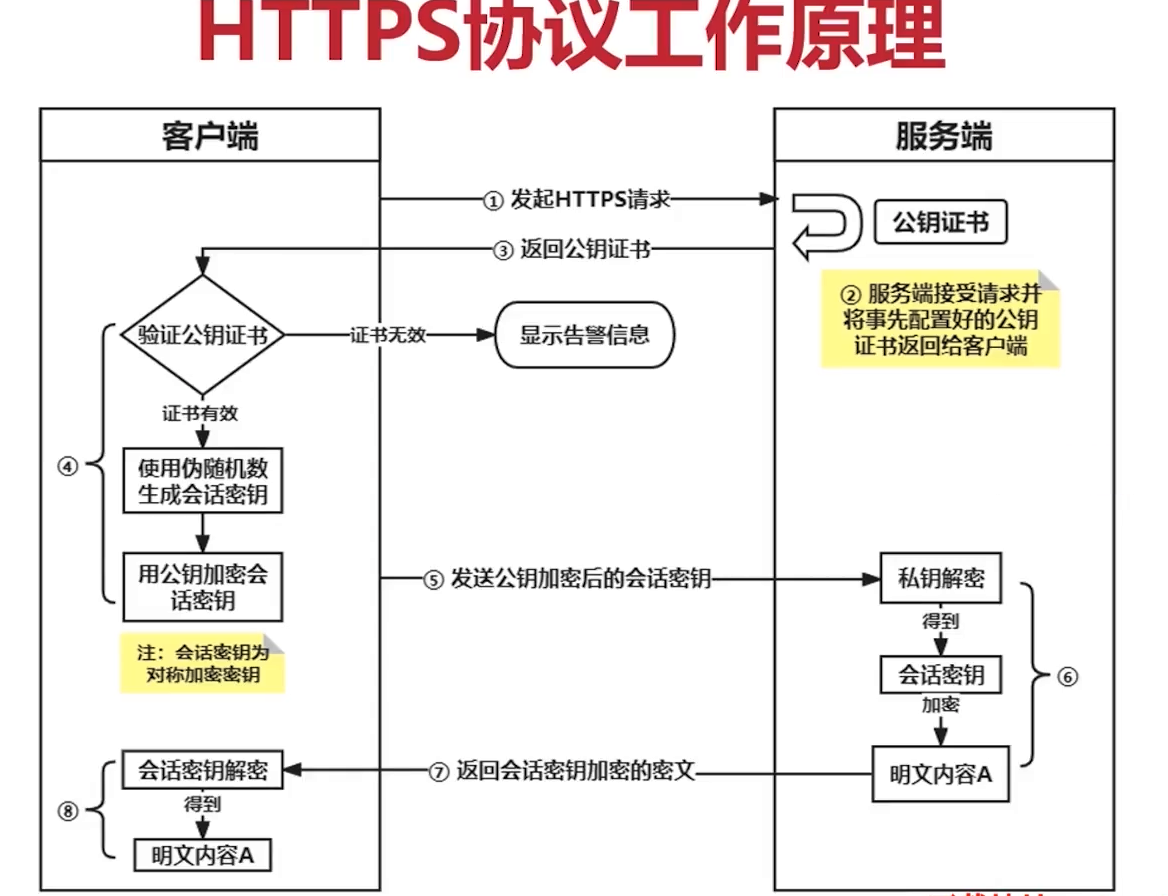 HTTPS协议工作原理
客户端
服务端
① 发起HTTPS请求
公钥证书
③ 返回公钥证书
② 服务端接受请求并
将事先配置好的公钥
证书返回给客户端
验证公钥证书
证书无效
显示告警信息
证书有效
④
使用伪随机数
生成会话密钥
用公钥加密会
话密钥
⑤ 发送公钥加密后的会话密钥
私钥解密
得到
注：会话密钥为
对称加密密钥
会话密钥
⑥
加密
会话密钥解密
⑦ 返回会话密钥加密的密文
明文内容A
得到
⑧
明文内容A